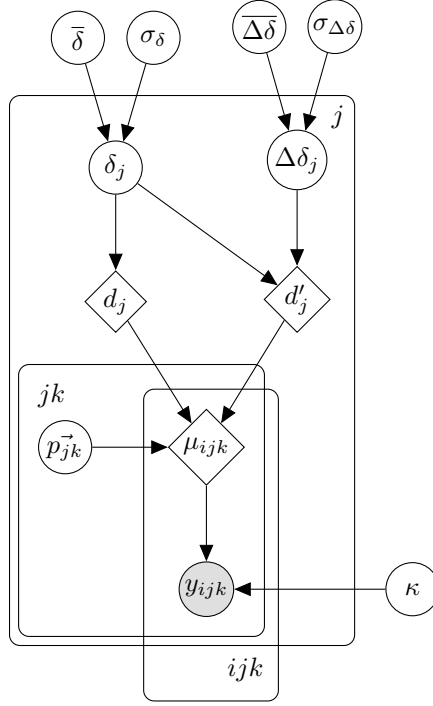 δ̅ σ_δ Δδ̅ σ_Δδ
j
δ_j Δδ_j
d_j d′_j
jk
p⃗_jk μ_ijk
y_ijk κ
ijk